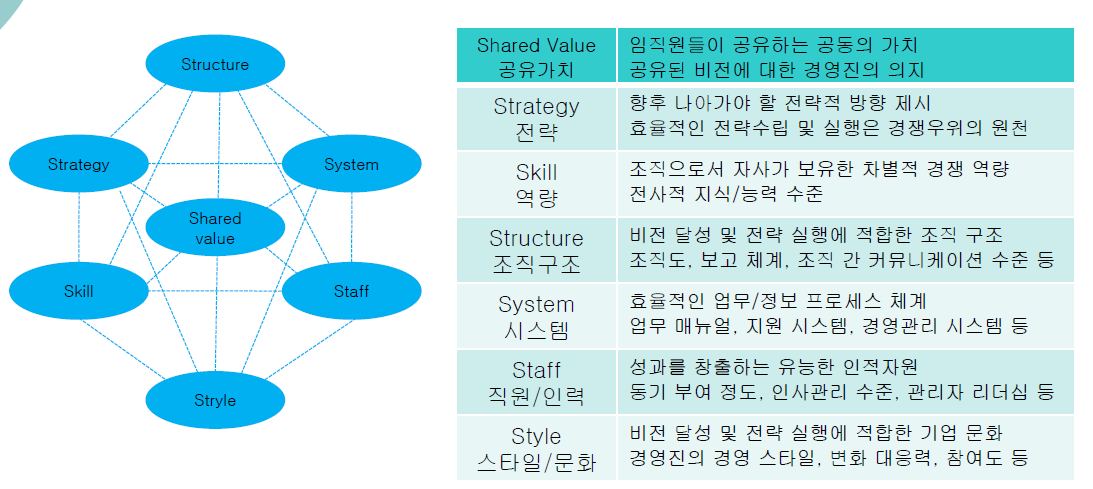 Structure
Strategy
System
Shared
value
Skill
Staff
Stryle
Shared Value
공유가치
임직원들이 공유하는 공동의 가치
공유된 비전에 대한 경영진의 의지
Strategy
전략
향후 나아가야 할 전략적 방향 제시
효율적인 전략수립 및 실행은 경쟁우위의 원천
Skill
역량
조직으로서 자사가 보유한 차별적 경쟁 역량
전사적 지식/능력 수준
Structure
조직구조
비전 달성 및 전략 실행에 적합한 조직 구조
조직도, 보고 체계, 조직 간 커뮤니케이션 수준 등
System
시스템
효율적인 업무/정보 프로세스 체계
업무 매뉴얼, 지원 시스템, 경영관리 시스템 등
Staff
직원/인력
성과를 창출하는 유능한 인적자원
동기 부여 정도, 인사관리 수준, 관리자 리더십 등
Style
스타일/문화
비전 달성 및 전략 실행에 적합한 기업 문화
경영진의 경영 스타일, 변화 대응력, 참여도 등